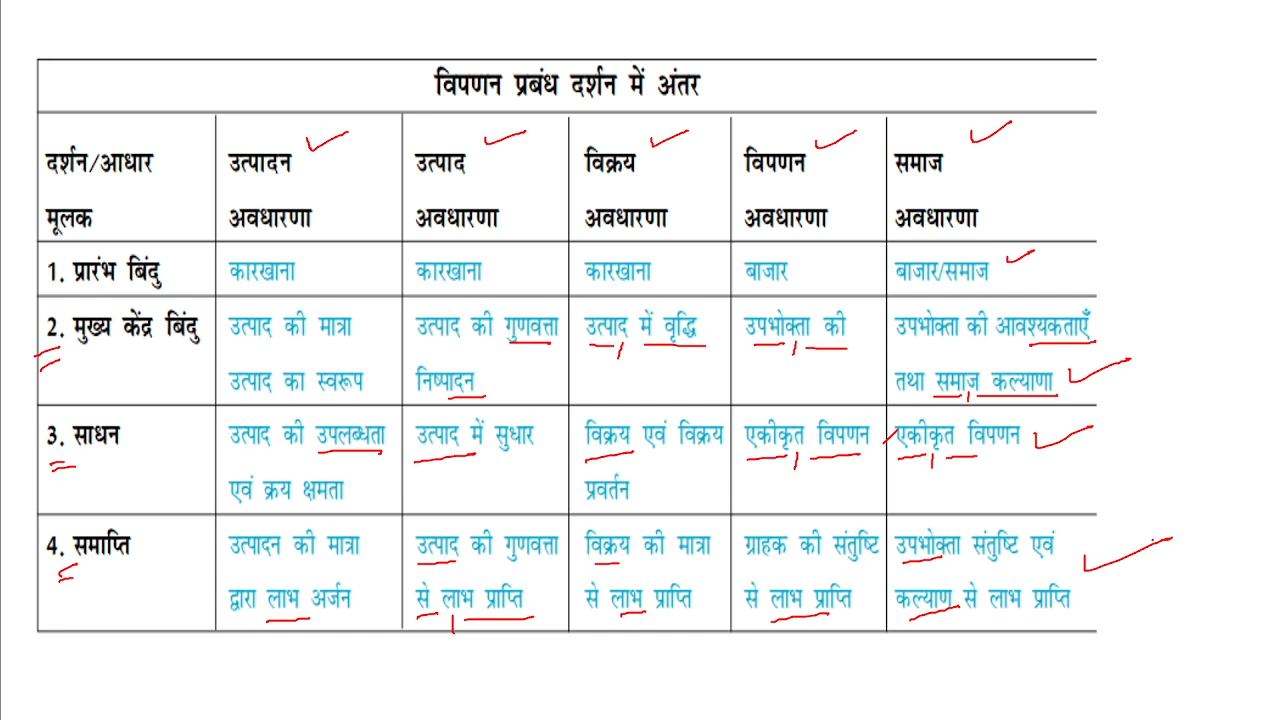 विपणन प्रबंध दर्शन में अंतर
दर्शन/आधार उत्पादन उत्पाद विक्रय विपणन समाज
मूलक अवधारणा अवधारणा अवधारणा अवधारणा अवधारणा
1. प्रारंभ बिंदु कारखाना कारखाना कारखाना बाजार बाजार/समाज
2. मुख्य केंद्र बिंदु उत्पाद की मात्रा उत्पाद की गुणवत्ता उत्पाद में वृद्धि उपभोक्ता की उपभोक्ता की आवश्यकताएँ
उत्पाद का स्वरूप निष्पादन तथा समाज कल्याणा
3. साधन उत्पाद की उपलब्धता उत्पाद में सुधार विक्रय एवं विक्रय एकीकृत विपणन एकीकृत विपणन
एवं क्रय क्षमता प्रवर्तन
4. समाप्ति उत्पादन की मात्रा उत्पाद की गुणवत्ता विक्रय की मात्रा ग्राहक की संतुष्टि उपभोक्ता संतुष्टि एवं
द्वारा लाभ अर्जन से लाभ प्राप्ति से लाभ प्राप्ति से लाभ प्राप्ति कल्याण से लाभ प्राप्ति